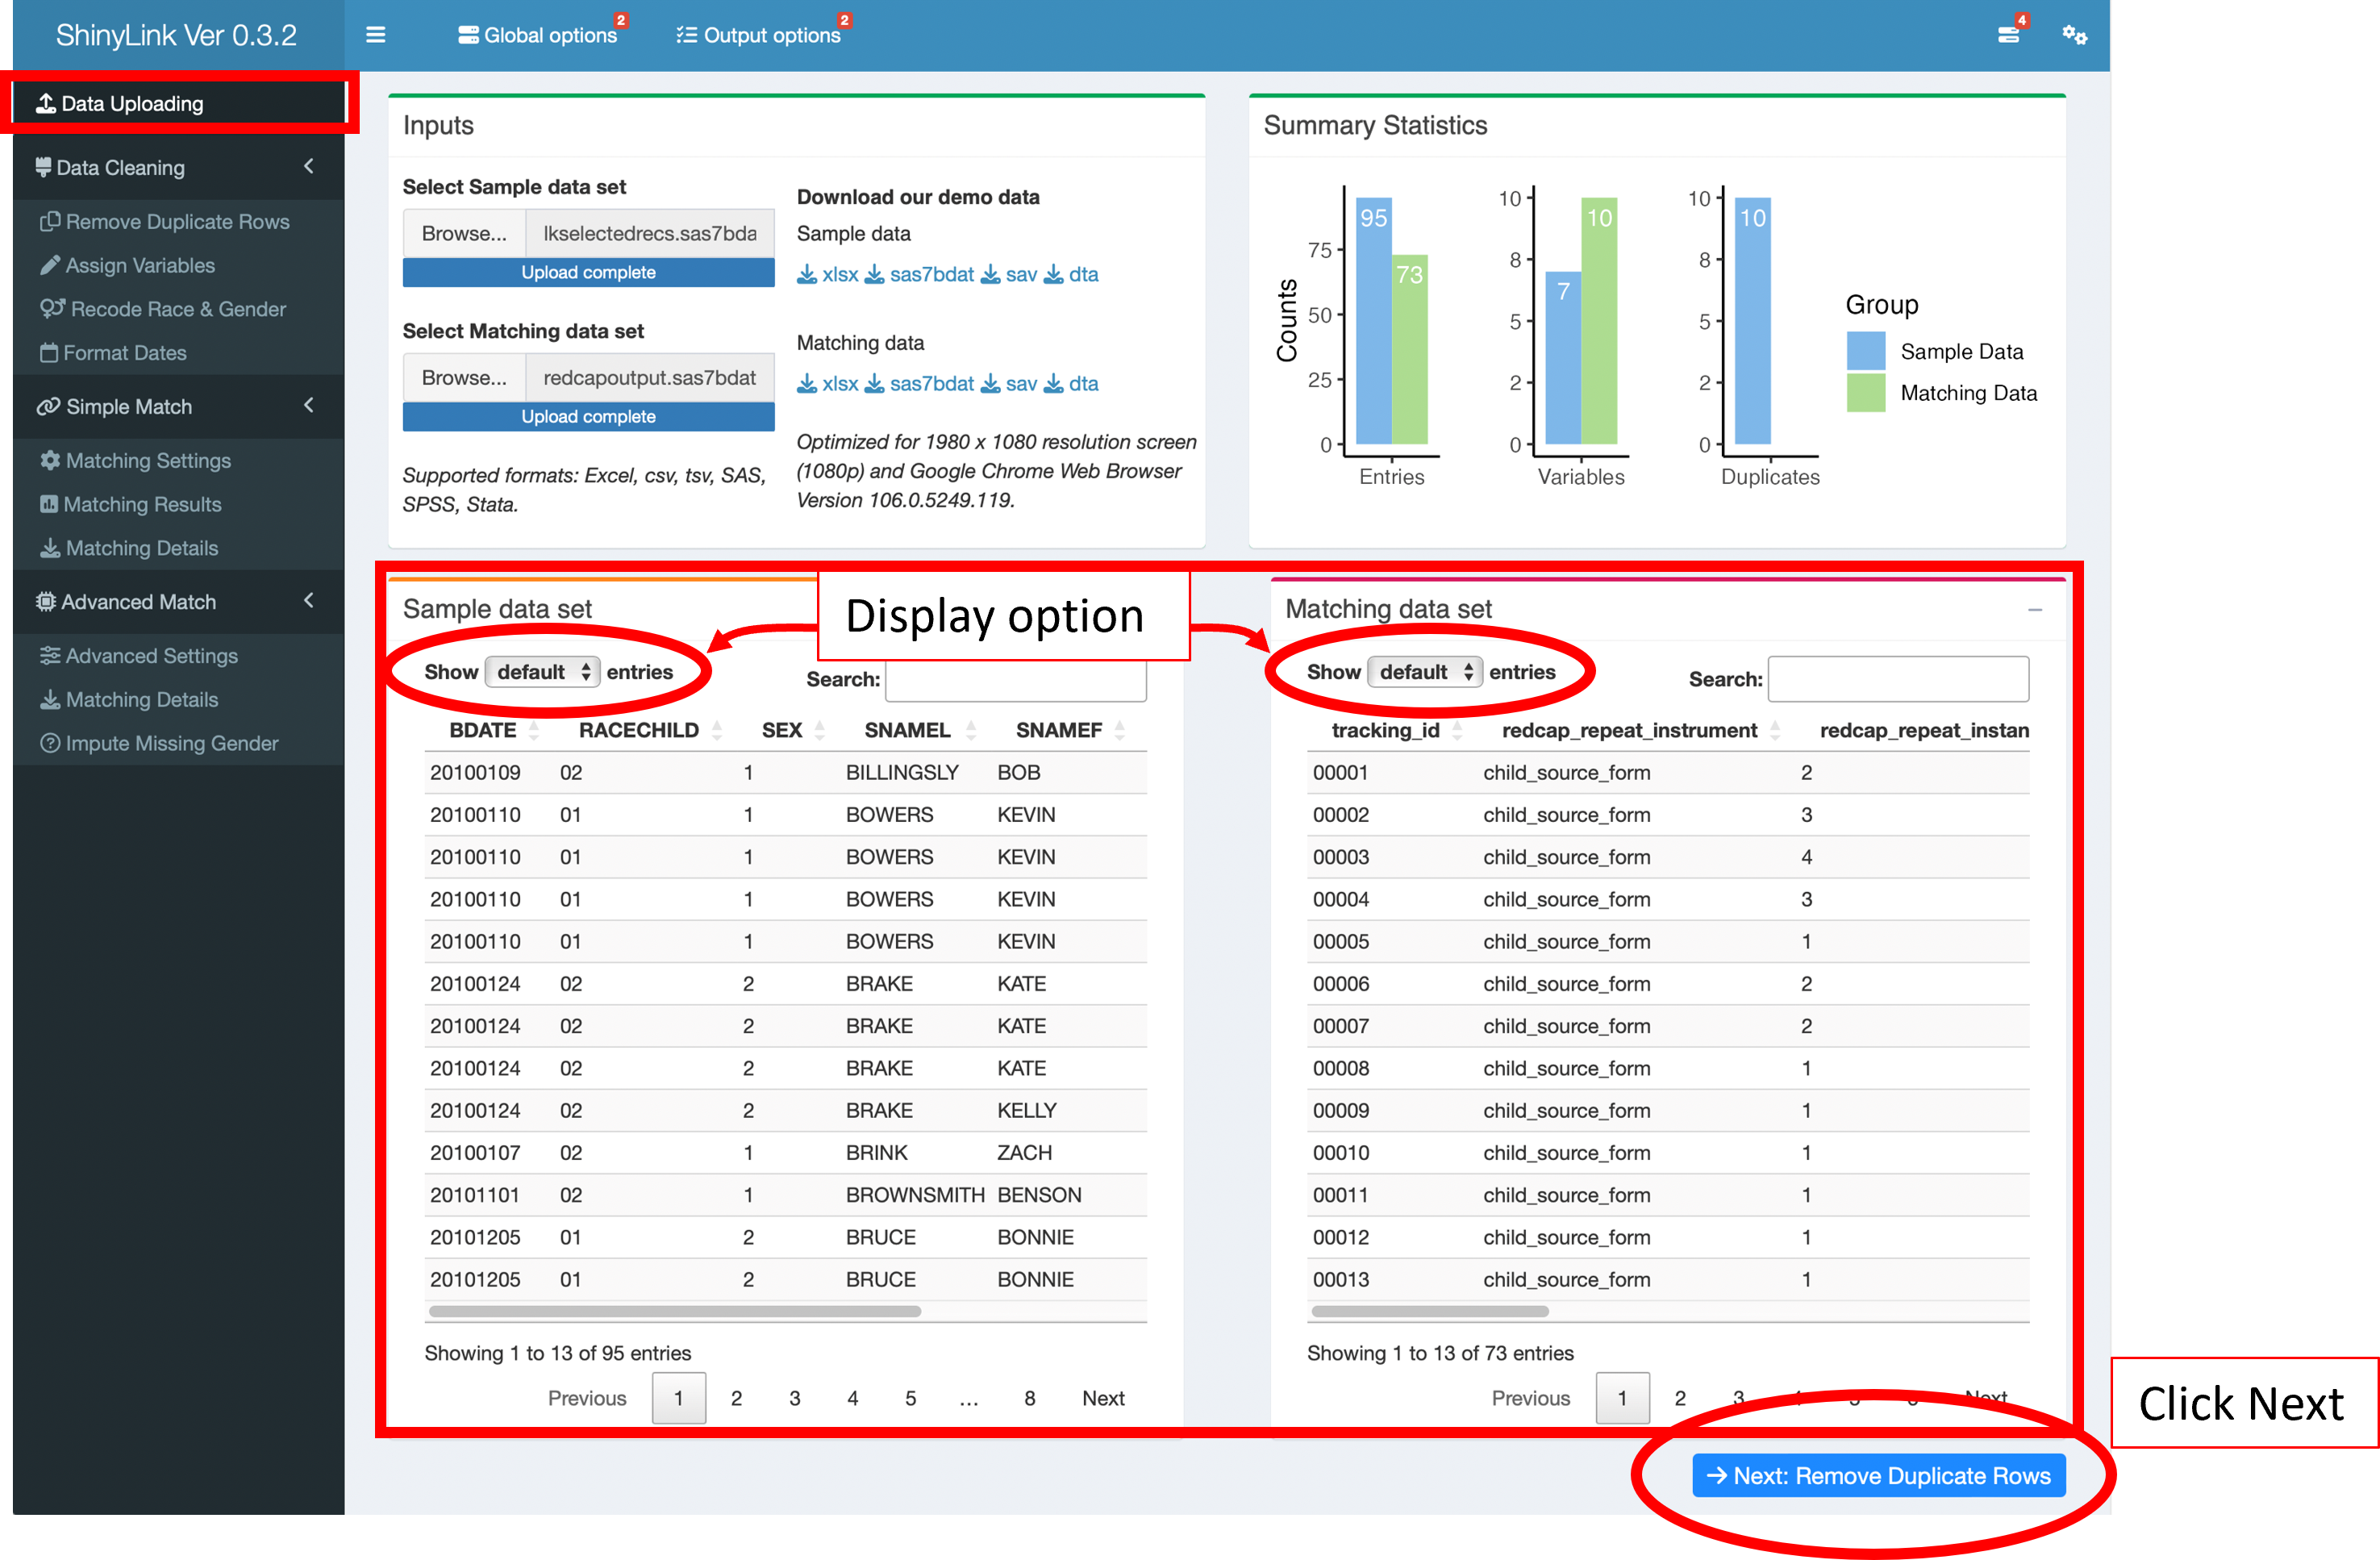 ShinyLink Ver 0.3.2
Global options 2
Output options 2
4
Data Uploading
Data Cleaning
Remove Duplicate Rows
Assign Variables
Recode Race & Gender
Format Dates
Simple Match
Matching Settings
Matching Results
Matching Details
Advanced Match
Advanced Settings
Matching Details
Impute Missing Gender
Inputs
Select Sample data set
Browse... lkselectedrecs.sas7bda
Upload complete
Select Matching data set
Browse... redcapoutput.sas7bdat
Upload complete
Supported formats: Excel, csv, tsv, SAS,
SPSS, Stata.
Download our demo data
Sample data
xlsx sas7bdat sav dta
Matching data
xlsx sas7bdat sav dta
Optimized for 1980 x 1080 resolution screen
(1080p) and Google Chrome Web Browser
Version 106.0.5249.119.
Summary Statistics
Counts
75
50
25
0
95
73
Entries
10
8
5
2
0
7
10
Variables
10
8
5
2
0
10
Duplicates
Group
Sample Data
Matching Data
Display option
Sample data set
Show default entries
Search:
BDATE RACECHILD SEX SNAMEL SNAMEF
20100109 02 1 BILLINGSLY BOB
20100110 01 1 BOWERS KEVIN
20100110 01 1 BOWERS KEVIN
20100110 01 1 BOWERS KEVIN
20100110 01 1 BOWERS KEVIN
20100124 02 2 BRAKE KATE
20100124 02 2 BRAKE KATE
20100124 02 2 BRAKE KATE
20100124 02 2 BRAKE KELLY
20100107 02 1 BRINK ZACH
20101101 02 1 BROWNSMITH BENSON
20101205 01 2 BRUCE BONNIE
20101205 01 2 BRUCE BONNIE
Showing 1 to 13 of 95 entries
Previous 1 2 3 4 5 ... 8 Next
Matching data set
Show default entries
Search:
tracking_id redcap_repeat_instrument redcap_repeat_instan
00001 child_source_form 2
00002 child_source_form 3
00003 child_source_form 4
00004 child_source_form 3
00005 child_source_form 1
00006 child_source_form 2
00007 child_source_form 2
00008 child_source_form 1
00009 child_source_form 1
00010 child_source_form 1
00011 child_source_form 1
00012 child_source_form 1
00013 child_source_form 1
Showing 1 to 13 of 73 entries
Previous 1 2 3 Next
Click Next
Next: Remove Duplicate Rows